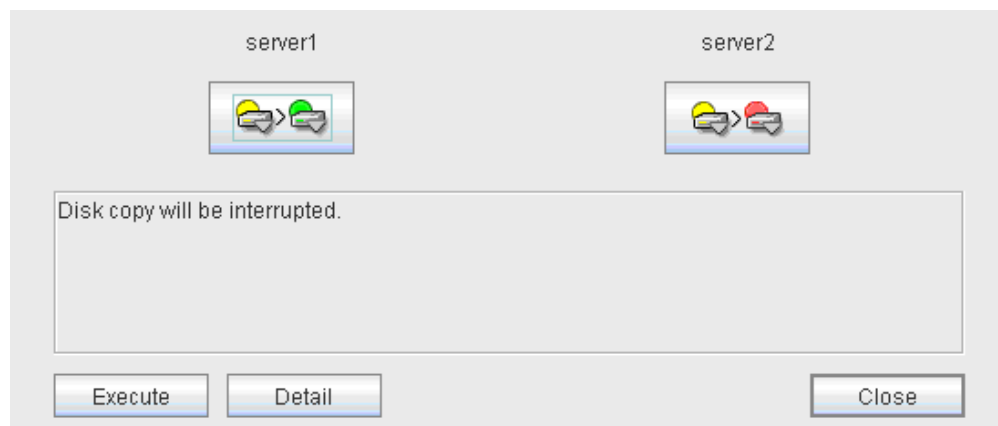 server1 server2
Disk copy will be interrupted.
Execute Detail Close